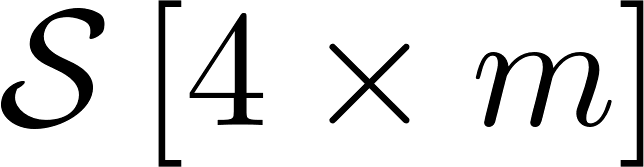 𝒮 [4 × m]